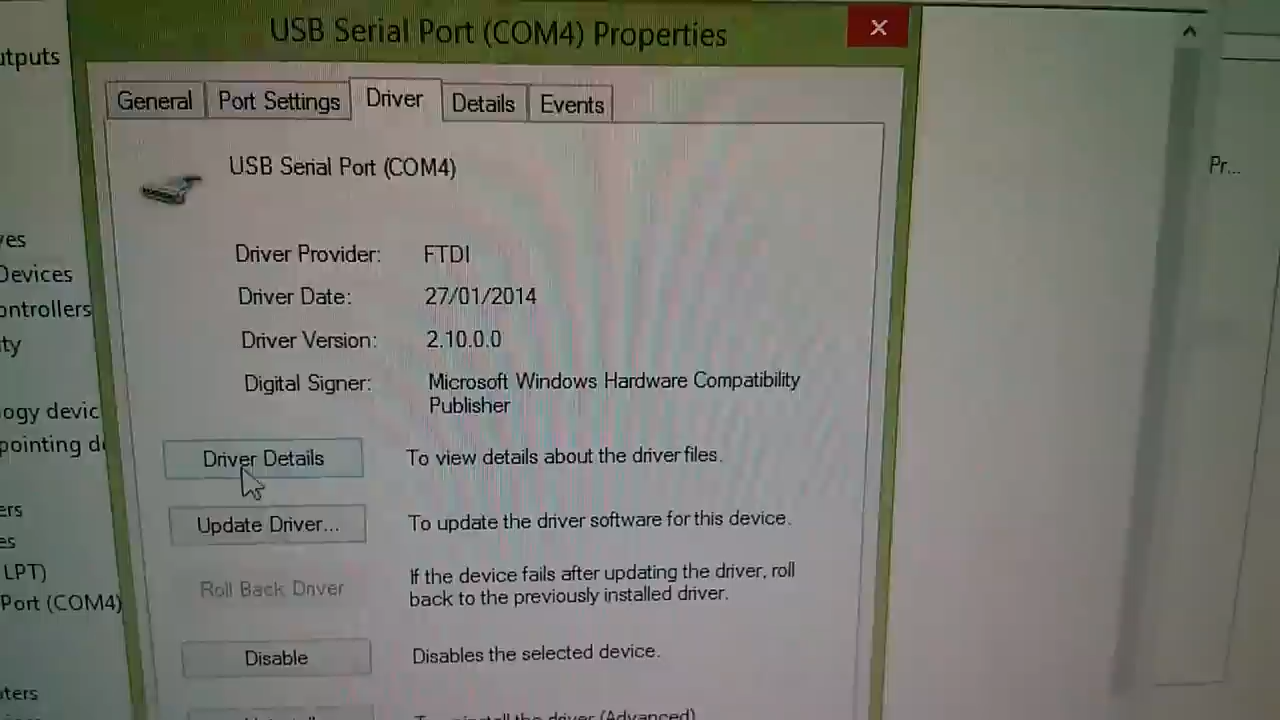 USB Serial Port (COM4) Properties
General
Port Settings
Driver
Details
Events
USB Serial Port (COM4)
Driver Provider: FTDI
Driver Date: 27/01/2014
Driver Version: 2.10.0.0
Digital Signer: Microsoft Windows Hardware Compatibility
Publisher
Driver Details
To view details about the driver files.
Update Driver...
To update the driver software for this device.
Roll Back Driver
If the device fails after updating the driver, roll
back to the previously installed driver.
Disable
Disables the selected device.
the driver (Advanced)
utputs
ves
Devices
ontrollers
ty
ogy devic
pointing d
ers
es
LPT)
Port (COM4)
ters
Pr...